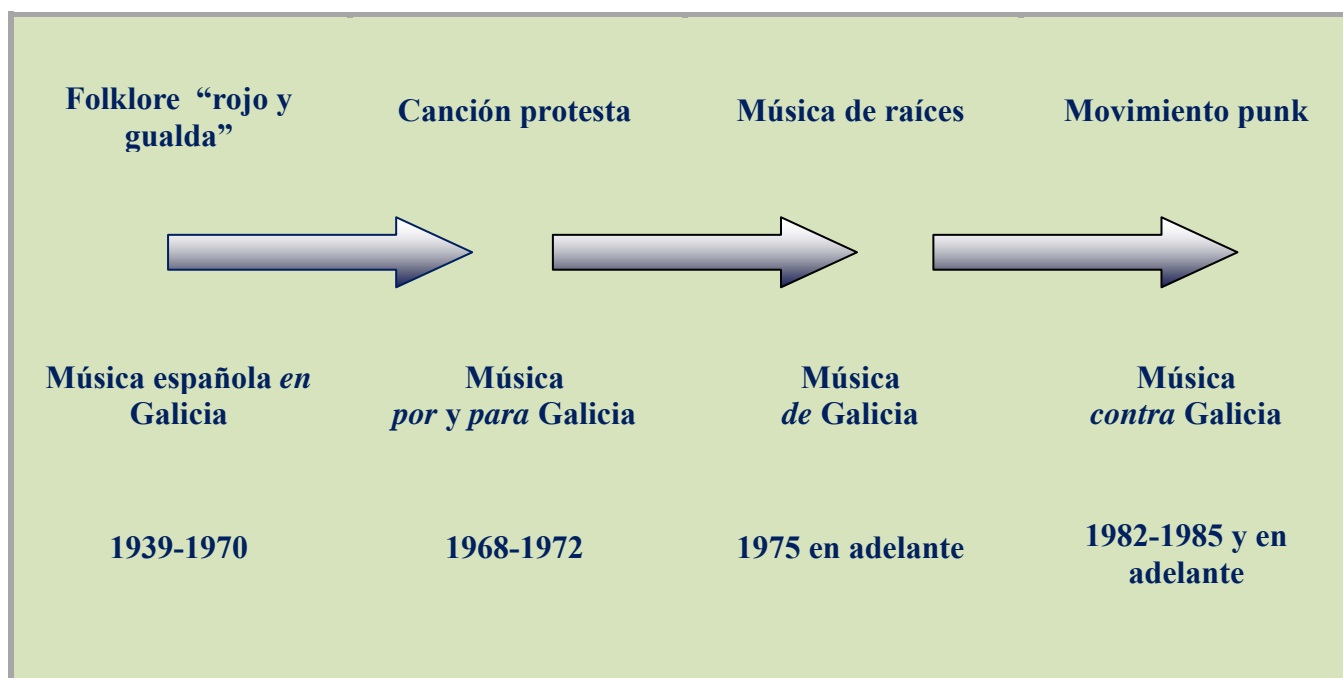 Folklore “rojo y
gualda”
Canción protesta
Música de raíces
Movimiento punk
Música española en
Galicia
Música
por y para Galicia
Música
de Galicia
Música
contra Galicia
1939-1970
1968-1972
1975 en adelante
1982-1985 y en
adelante